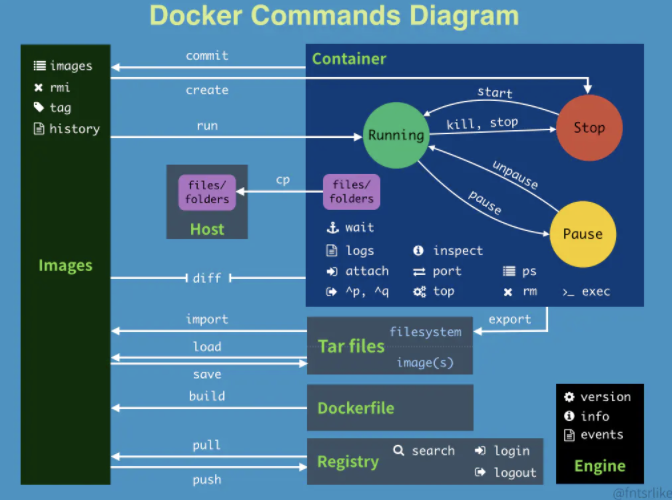 Docker Commands Diagram
images
rmi
tag
history
Images
commit
create
run
Container
Running
start
kill, stop
Stop
unpause
pause
Pause
files/
folders
Host
cp
files/
folders
wait
logs
inspect
attach
port
ps
^p, ^q
top
rm
>_ exec
diff
import
load
save
export
Tar files
filesystem
image(s)
build
Dockerfile
pull
push
Registry
search
login
logout
version
info
events
Engine
@fntsrlike